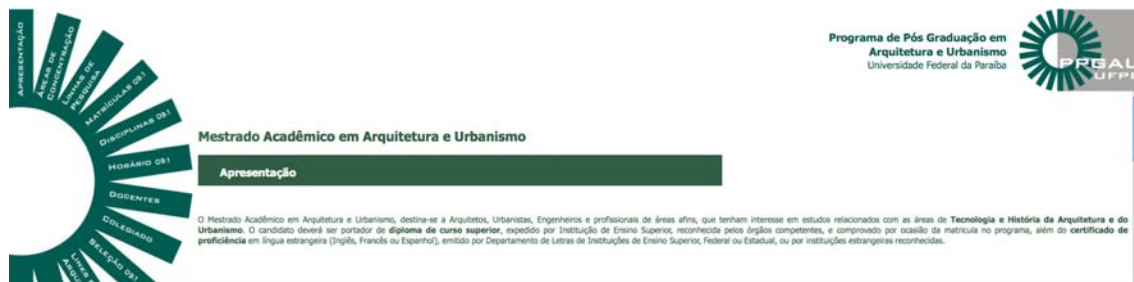 APRESENTAÇÃO
ÁREAS DE
CONCENTRAÇÃO
LINHAS DE
PESQUISA
MATRÍCULAS 09.1
DISCIPLINAS 09.1
HORÁRIO 09.1
DOCENTES
COLEGIADO
SELEÇÃO 09.1
LINKS
Programa de Pós Graduação em
Arquitetura e Urbanismo
Universidade Federal da Paraíba
PPGAU
UFPB
Mestrado Acadêmico em Arquitetura e Urbanismo
Apresentação
O Mestrado Acadêmico em Arquitetura e Urbanismo, destina-se a Arquitetos, Urbanistas, Engenheiros e profissionais de áreas afins, que tenham interesse em estudos relacionados com as áreas de Tecnologia e História da Arquitetura e do
Urbanismo. O candidato deverá ser portador de diploma de curso superior, expedido por Instituição de Ensino Superior, reconhecida pelos órgãos competentes, e comprovado por ocasião da matricula no programa, além do certificado de
proficiência em língua estrangeira (Inglês, Francês ou Espanhol), emitido por Departamento de Letras de Instituições de Ensino Superior, Federal ou Estadual, ou por instituições estrangeiras reconhecidas.